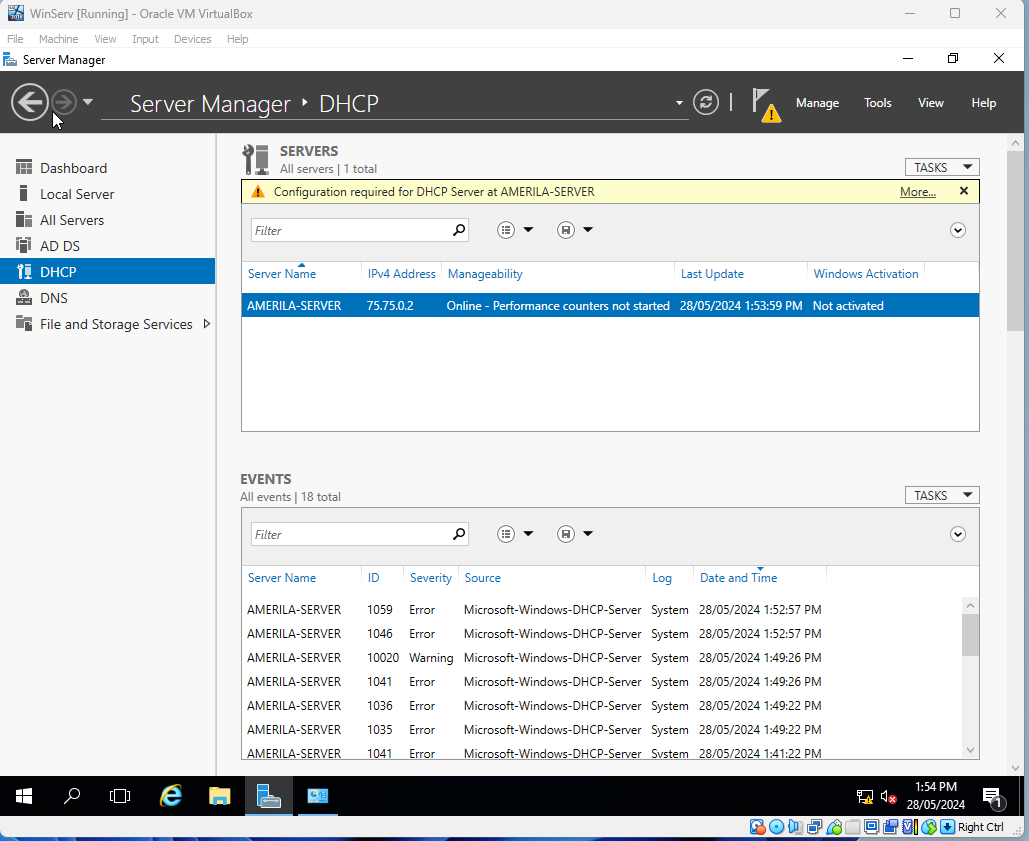 WinServ [Running] - Oracle VM VirtualBox
File Machine View Input Devices Help
Server Manager
Server Manager ‣ DHCP
Manage Tools View Help
Dashboard
Local Server
All Servers
AD DS
DHCP
DNS
File and Storage Services
SERVERS
All servers | 1 total
TASKS
Configuration required for DHCP Server at AMERILA-SERVER More...
Filter
Server Name IPv4 Address Manageability Last Update Windows Activation
AMERILA-SERVER 75.75.0.2 Online - Performance counters not started 28/05/2024 1:53:59 PM Not activated
EVENTS
All events | 18 total
TASKS
Filter
Server Name ID Severity Source Log Date and Time
AMERILA-SERVER 1059 Error Microsoft-Windows-DHCP-Server System 28/05/2024 1:52:57 PM
AMERILA-SERVER 1046 Error Microsoft-Windows-DHCP-Server System 28/05/2024 1:52:57 PM
AMERILA-SERVER 10020 Warning Microsoft-Windows-DHCP-Server System 28/05/2024 1:49:26 PM
AMERILA-SERVER 1041 Error Microsoft-Windows-DHCP-Server System 28/05/2024 1:49:26 PM
AMERILA-SERVER 1036 Error Microsoft-Windows-DHCP-Server System 28/05/2024 1:49:22 PM
AMERILA-SERVER 1035 Error Microsoft-Windows-DHCP-Server System 28/05/2024 1:49:22 PM
AMERILA-SERVER 1041 Error Microsoft-Windows-DHCP-Server System 28/05/2024 1:41:22 PM
1:54 PM
28/05/2024
1
Right Ctrl